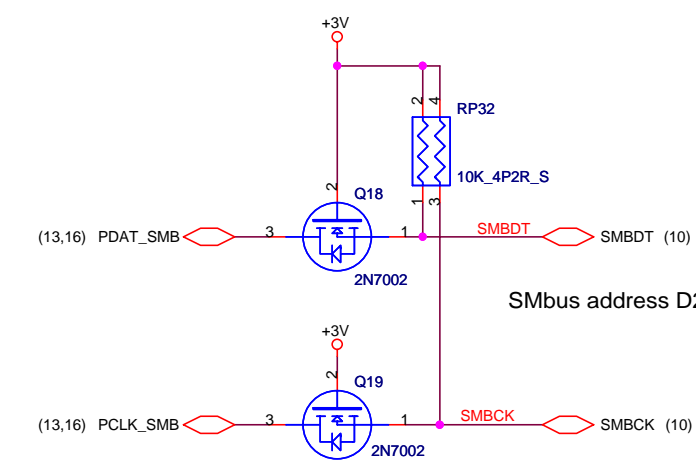 +3V
2 4
RP32
10K_4P2R_S
2
Q18
1 3
(13,16) PDAT_SMB 3 1 SMBDT SMBDT (10)
2N7002
SMbus address D2
+3V
2
Q19
(13,16) PCLK_SMB 3 1 SMBCK SMBCK (10)
2N7002